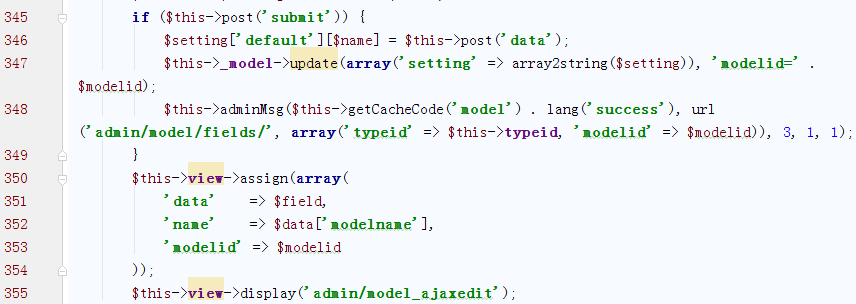 345 if ($this->post('submit')) {
346 $setting['default'][$name] = $this->post('data');
347 $this->_model->update(array('setting' => array2string($setting)), 'modelid=' .
$modelid);
348 $this->adminMsg($this->getCacheCode('model') . lang('success'), url
('admin/model/fields/', array('typeid' => $this->typeid, 'modelid' => $modelid)), 3, 1, 1);
349 }
350 $this->view->assign(array(
351 'data' => $field,
352 'name' => $data['modelname'],
353 'modelid' => $modelid
354 ));
355 $this->view->display('admin/model_ajaxedit');